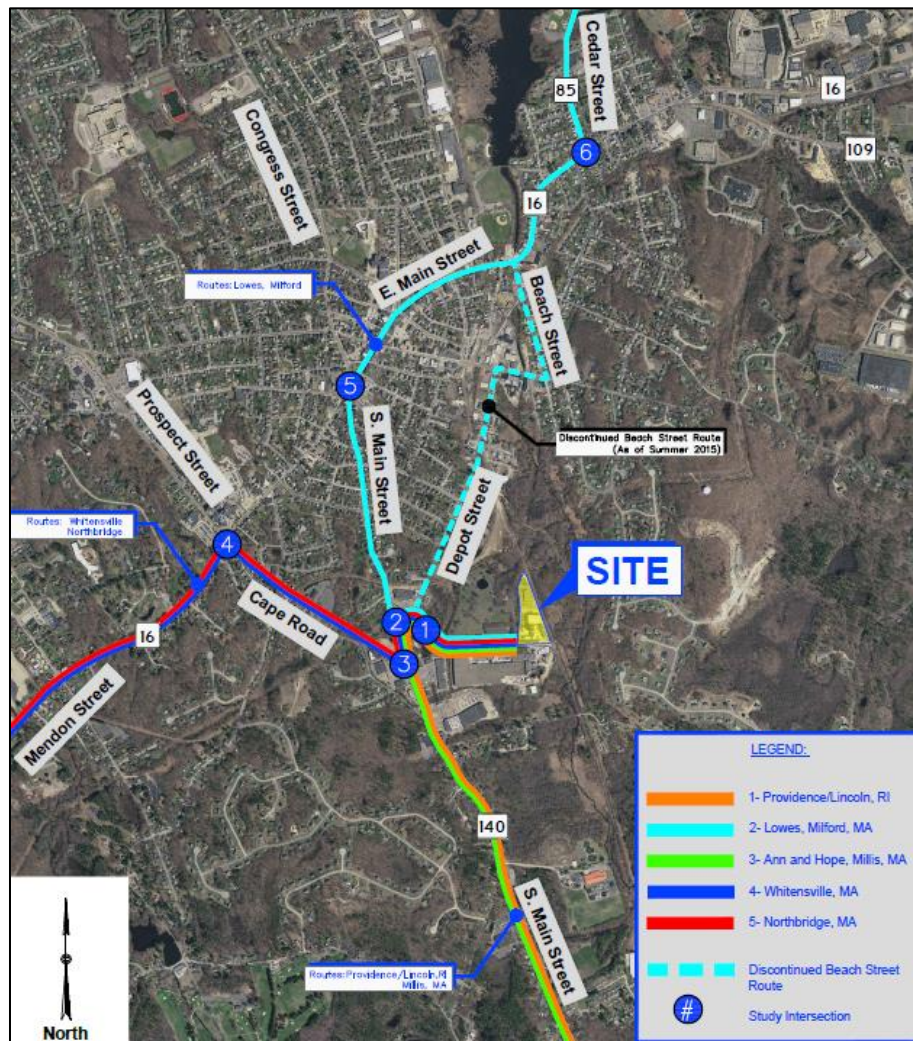 Cedar Street
85
16
109
6
Congress Street
16
E. Main Street
Routes: Lowes, Milford
Beach Street
5
Prospect Street
S. Main Street
Discontinued Beach Street Route
(As of Summer 2015)
Depot Street
Routes: Whitensville
Northbridge
4
SITE
Cape Road
2
1
16
3
Mendon Street
140
S. Main Street
Routes: Providence/Lincoln, RI
Millis, MA
North
LEGEND:
1- Providence/Lincoln, RI
2- Lowes, Milford, MA
3- Ann and Hope, Millis, MA
4- Whitensville, MA
5- Northbridge, MA
Discontinued Beach Street
Route
#
Study Intersection